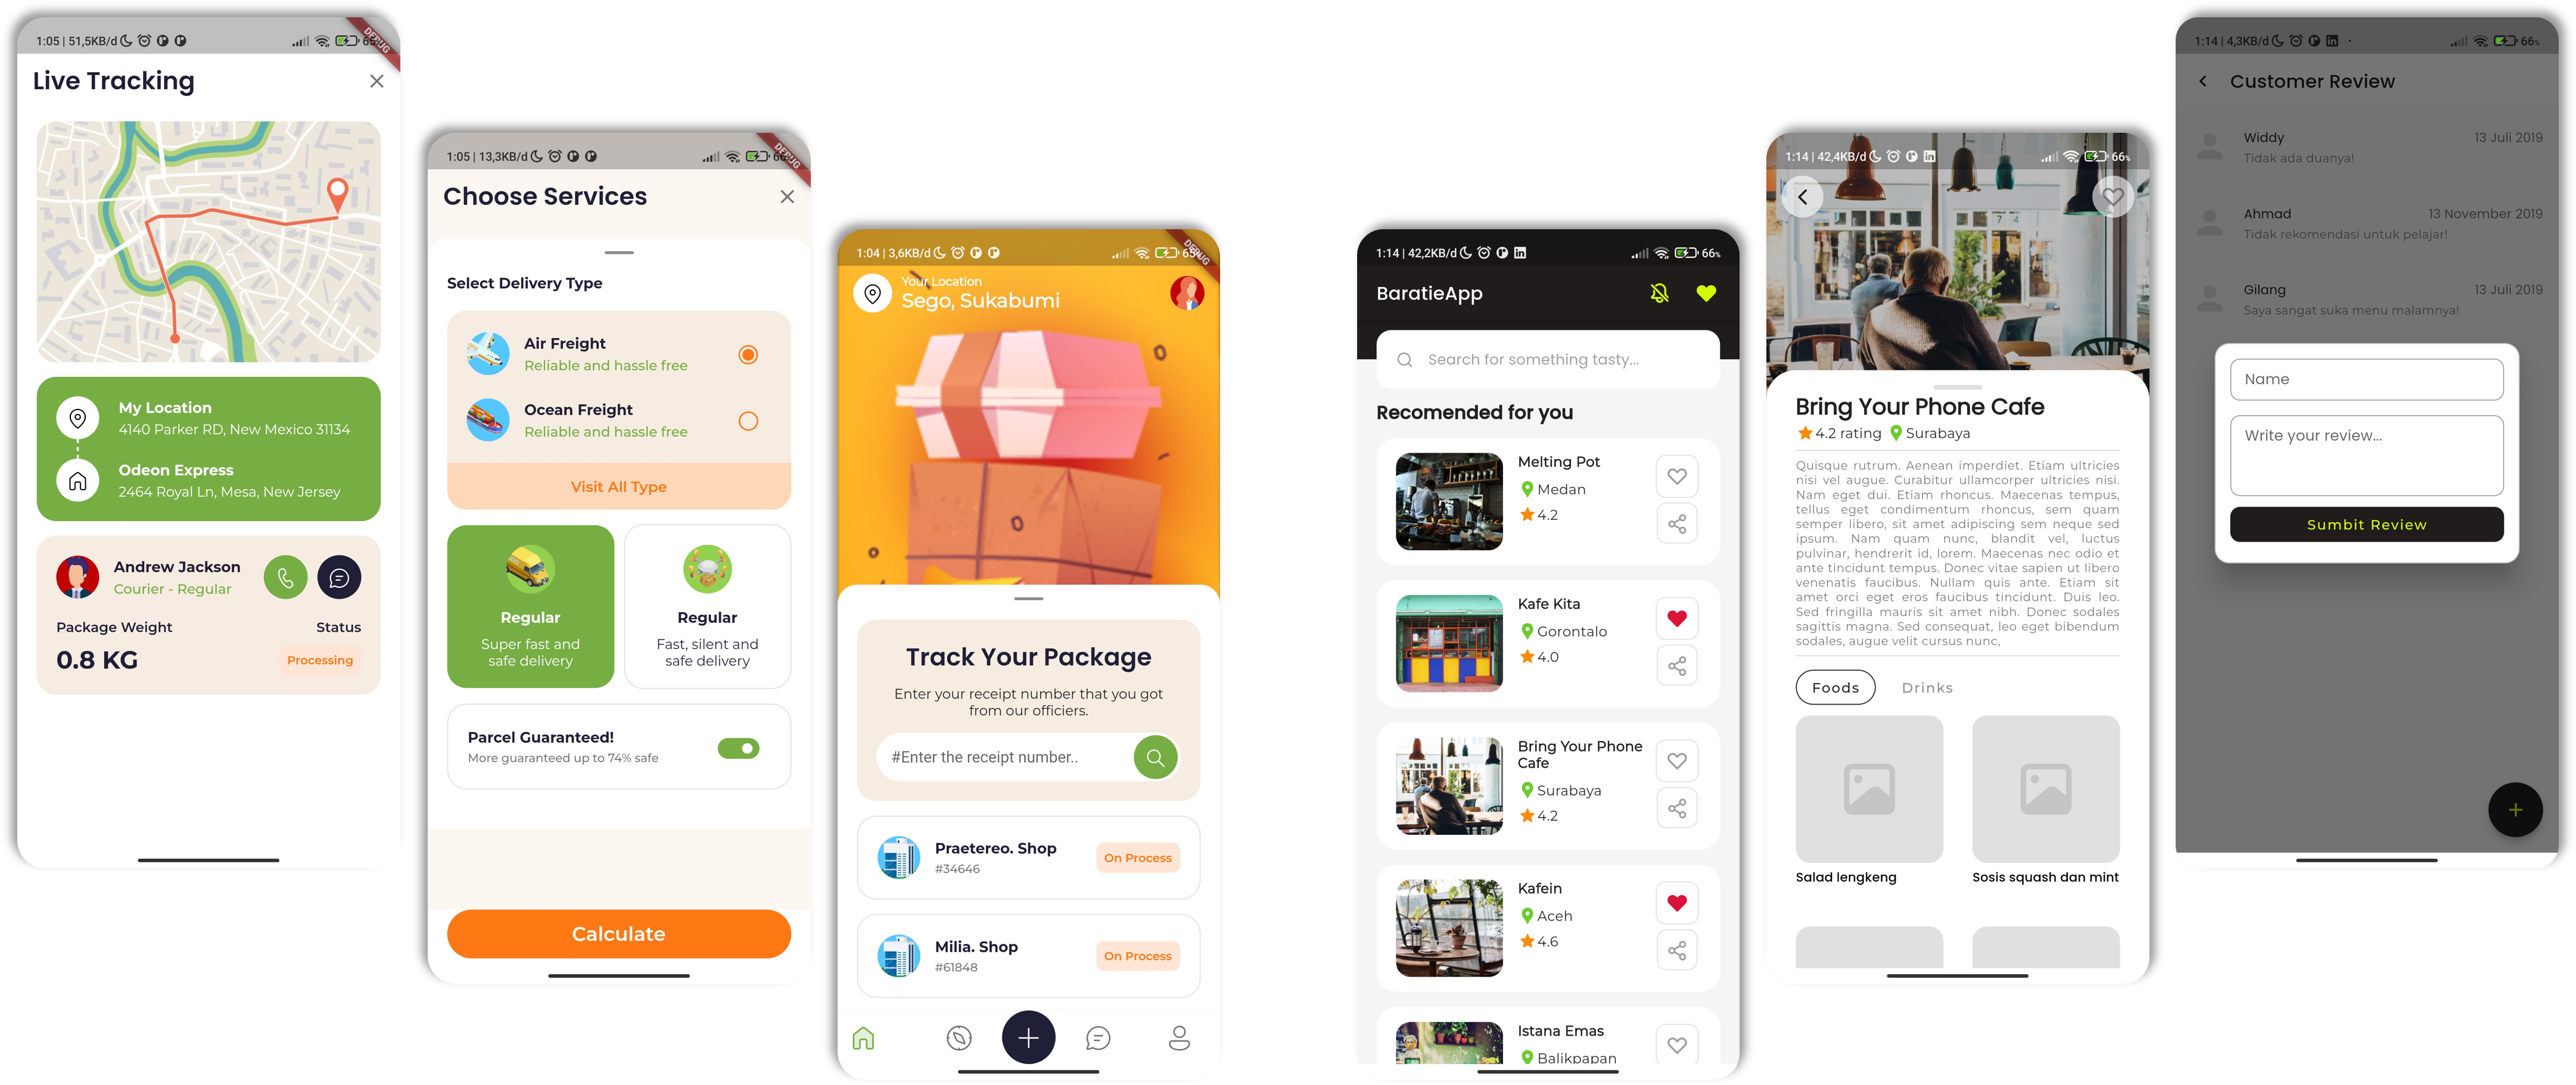 1:05 | 51,5KB/d
DEBUG
Live Tracking
My Location
4140 Parker RD, New Mexico 31134
Odeon Express
2464 Royal Ln, Mesa, New Jersey
Andrew Jackson
Courier - Regular
Package Weight
Status
0.8 KG
Processing
1:05 | 13,3KB/d
DEBUG
Choose Services
Select Delivery Type
Air Freight
Reliable and hassle free
Ocean Freight
Reliable and hassle free
Visit All Type
Regular
Super fast and
safe delivery
Regular
Fast, silent and
safe delivery
Parcel Guaranteed!
More guaranteed up to 74% safe
Calculate
1:04 | 3,6KB/d
DEBUG
Your Location
Sego, Sukabumi
Track Your Package
Enter your receipt number that you got
from our officiers.
#Enter the receipt number..
Praetereo. Shop
#34646
On Process
Milia. Shop
#61848
On Process
1:14 | 42,2KB/d
66%
BaratieApp
Search for something tasty...
Recomended for you
Melting Pot
Medan
4.2
Kafe Kita
Gorontalo
4.0
Bring Your Phone
Cafe
Surabaya
4.2
Kafein
Aceh
4.6
Istana Emas
Balikpapan
1:14 | 42,4KB/d
66%
Bring Your Phone Cafe
4.2 rating
Surabaya
Quisque rutrum. Aenean imperdiet. Etiam ultricies
nisi vel augue. Curabitur ullamcorper ultricies nisi.
Nam eget dui. Etiam rhoncus. Maecenas tempus,
tellus eget condimentum rhoncus, sem quam
semper libero, sit amet adipiscing sem neque sed
ipsum. Nam quam nunc, blandit vel, luctus
pulvinar, hendrerit id, lorem. Maecenas nec odio et
ante tincidunt tempus. Donec vitae sapien ut libero
venenatis faucibus. Nullam quis ante. Etiam sit
amet orci eget eros faucibus tincidunt. Duis leo.
Sed fringilla mauris sit amet nibh. Donec sodales
sagittis magna. Sed consequat, leo eget bibendum
sodales, augue velit cursus nunc,
Foods
Drinks
Salad lengkeng
Sosis squash dan mint
1:14 | 4,3KB/d
66%
Customer Review
Widdy
13 Juli 2019
Tidak ada duanya!
Ahmad
13 November 2019
Tidak rekomendasi untuk pelajar!
Gilang
13 Juli 2019
Saya sangat suka menu malamnya!
Name
Write your review...
Sumbit Review